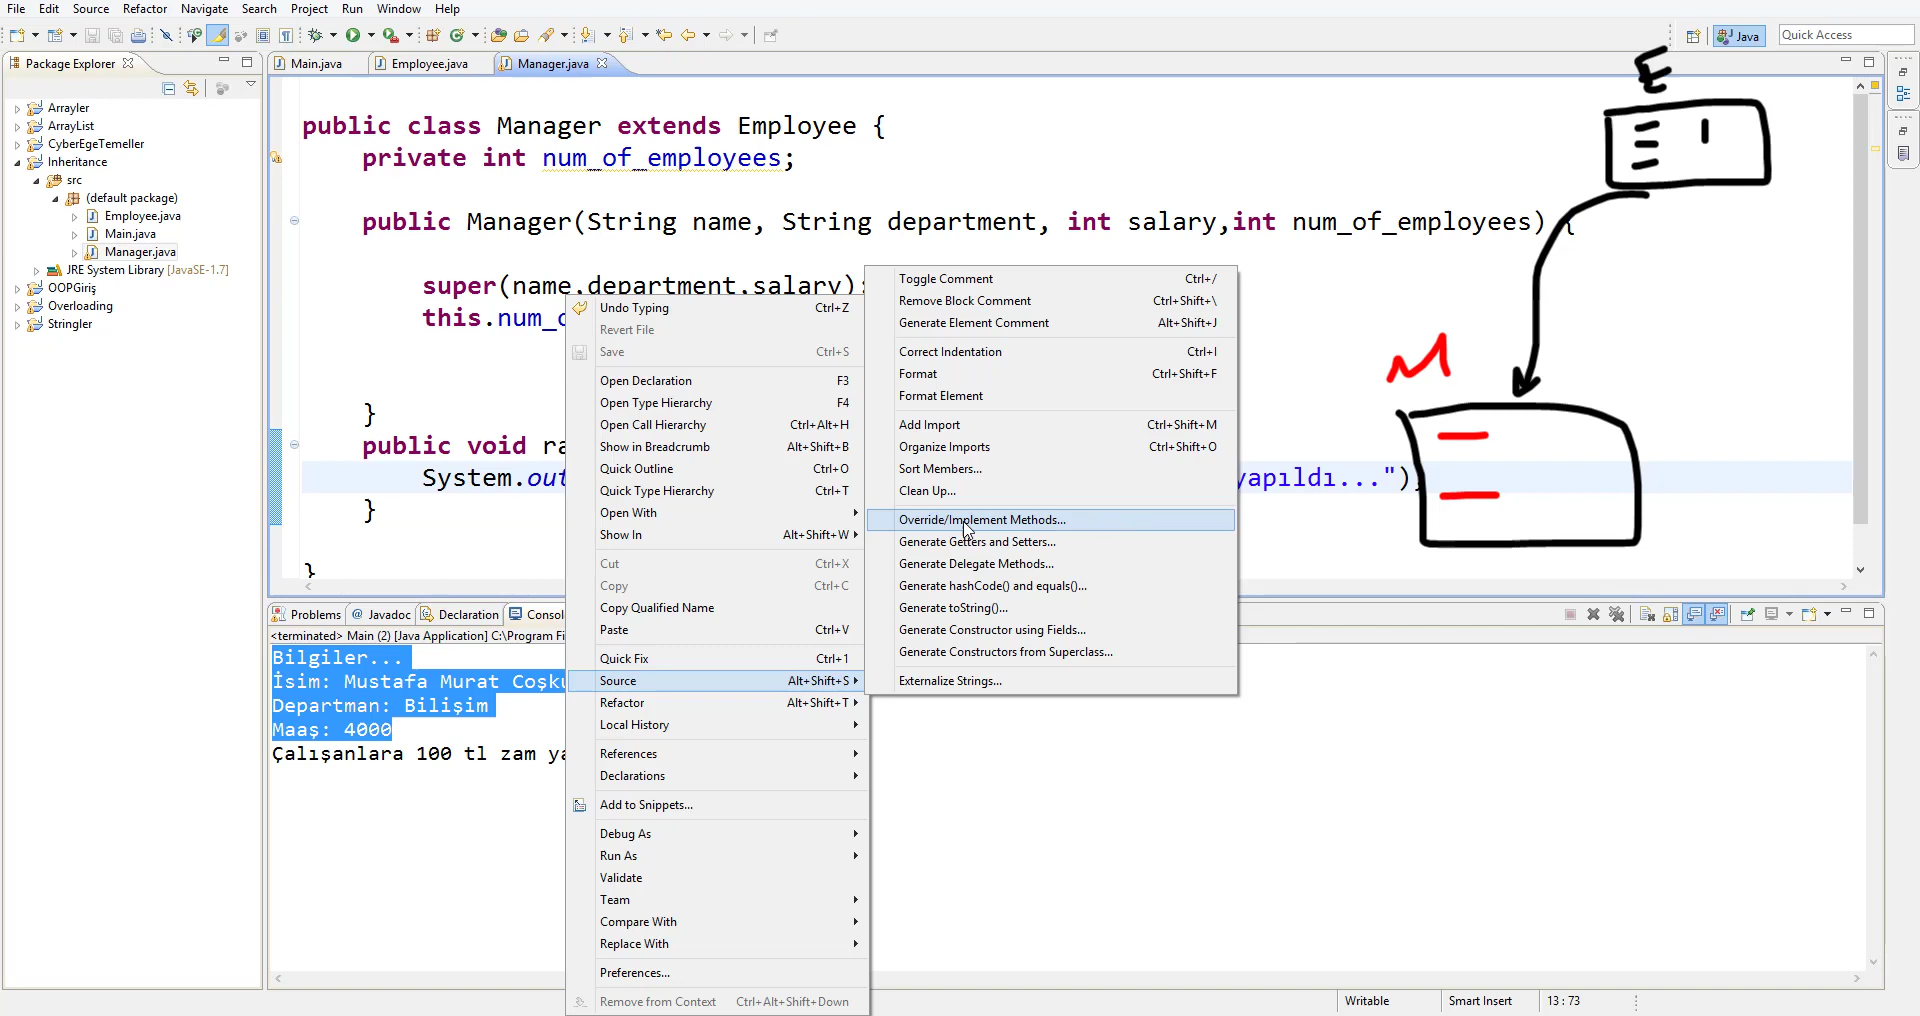 File Edit Source Refactor Navigate Search Project Run Window Help
Java Quick Access
Package Explorer
Main.java Employee.java Manager.java
Arrayler
ArrayList
CyberEgeTemeller
Inheritance
src
(default package)
Employee.java
Main.java
Manager.java
JRE System Library [JavaSE-1.7]
OOPGiriş
Overloading
Stringler
public class Manager extends Employee {
private int num_of_employees;
public Manager(String name, String department, int salary,int num_of_employees) {
super(name,department,salary);
this.num_o
}
public void ra
System.out yapıldı...")
}
}
E
M
Undo Typing Ctrl+Z
Revert File
Save Ctrl+S
Open Declaration F3
Open Type Hierarchy F4
Open Call Hierarchy Ctrl+Alt+H
Show in Breadcrumb Alt+Shift+B
Quick Outline Ctrl+O
Quick Type Hierarchy Ctrl+T
Open With
Show In Alt+Shift+W
Cut Ctrl+X
Copy Ctrl+C
Copy Qualified Name
Paste Ctrl+V
Quick Fix Ctrl+1
Source Alt+Shift+S
Refactor Alt+Shift+T
Local History
References
Declarations
Add to Snippets...
Debug As
Run As
Validate
Team
Compare With
Replace With
Preferences...
Remove from Context Ctrl+Alt+Shift+Down
Toggle Comment Ctrl+/
Remove Block Comment Ctrl+Shift+\
Generate Element Comment Alt+Shift+J
Correct Indentation Ctrl+I
Format Ctrl+Shift+F
Format Element
Add Import Ctrl+Shift+M
Organize Imports Ctrl+Shift+O
Sort Members...
Clean Up...
Override/Implement Methods...
Generate Getters and Setters...
Generate Delegate Methods...
Generate hashCode() and equals()...
Generate toString()...
Generate Constructor using Fields...
Generate Constructors from Superclass...
Externalize Strings...
Problems @ Javadoc Declaration Conso
<terminated> Main (2) [Java Application] C:\Program Fi
Bilgiler...
İsim: Mustafa Murat Coşku
Departman: Bilişim
Maaş: 4000
Çalışanlara 100 tl zam ya
Writable Smart Insert 13 : 73